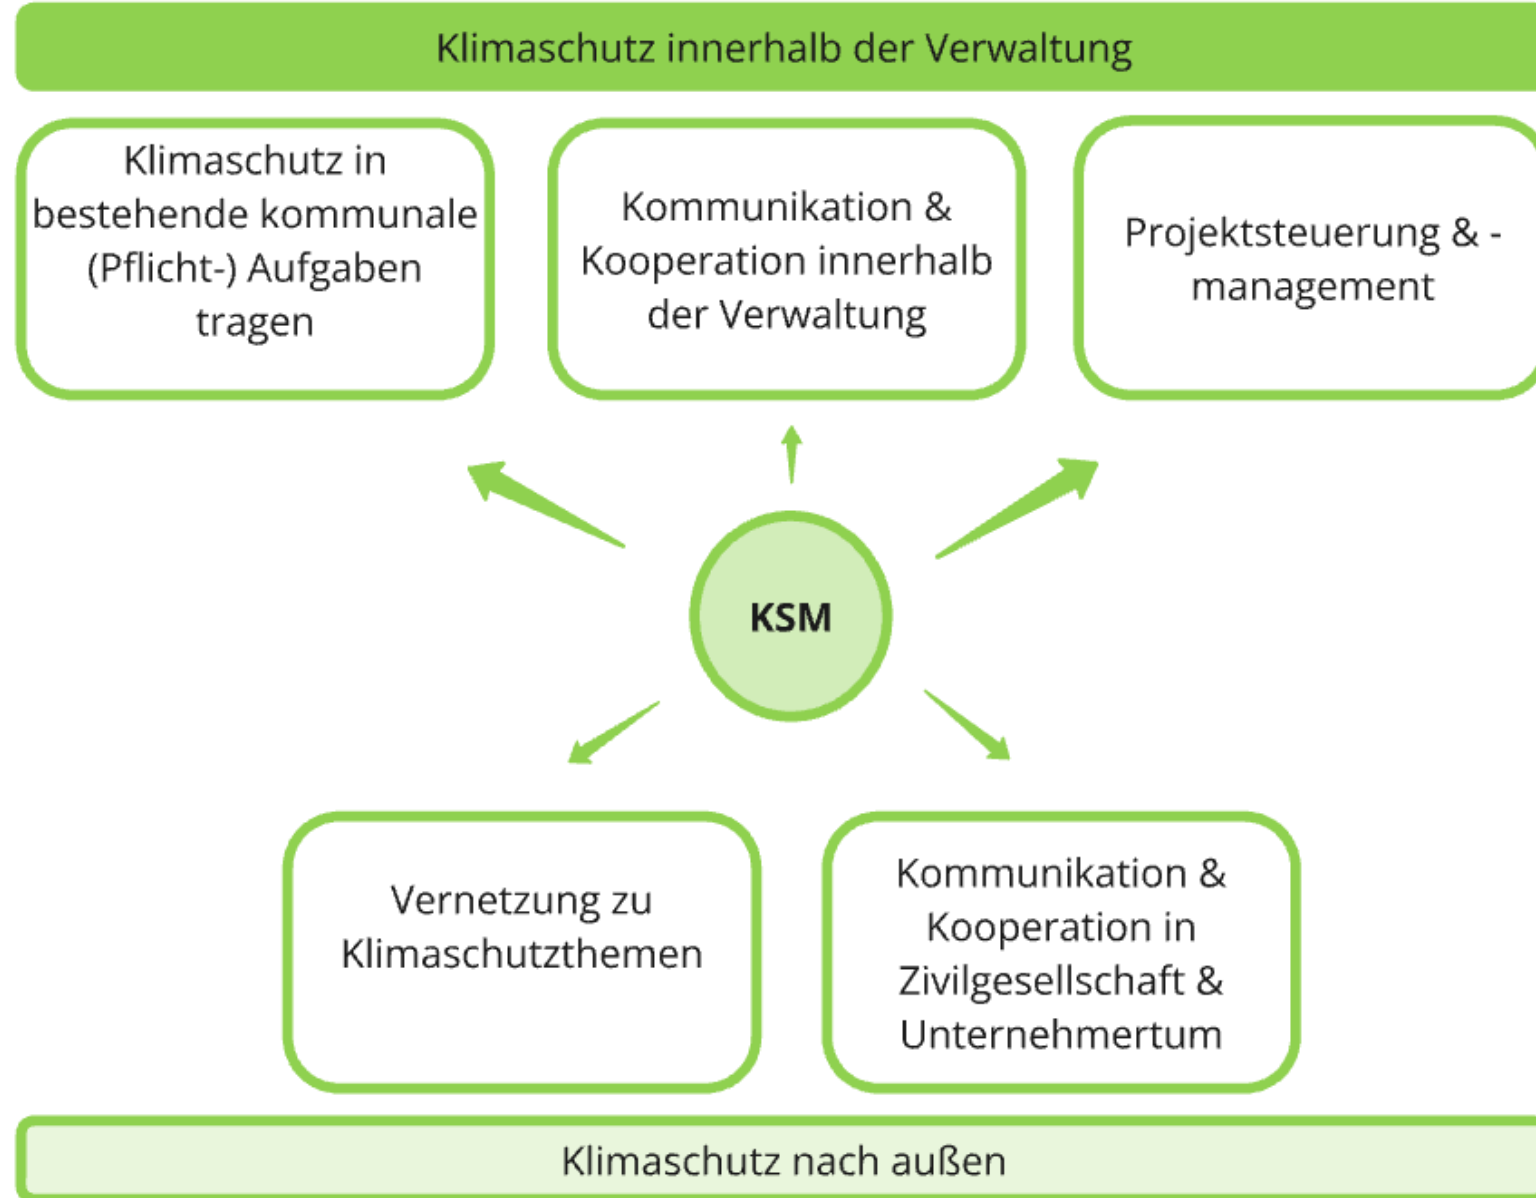 Klimaschutz innerhalb der Verwaltung
Klimaschutz in
bestehende kommunale
(Pflicht-) Aufgaben
tragen
Kommunikation &
Kooperation innerhalb
der Verwaltung
Projektsteuerung & -
management
KSM
Vernetzung zu
Klimaschutzthemen
Kommunikation &
Kooperation in
Zivilgesellschaft &
Unternehmertum
Klimaschutz nach außen